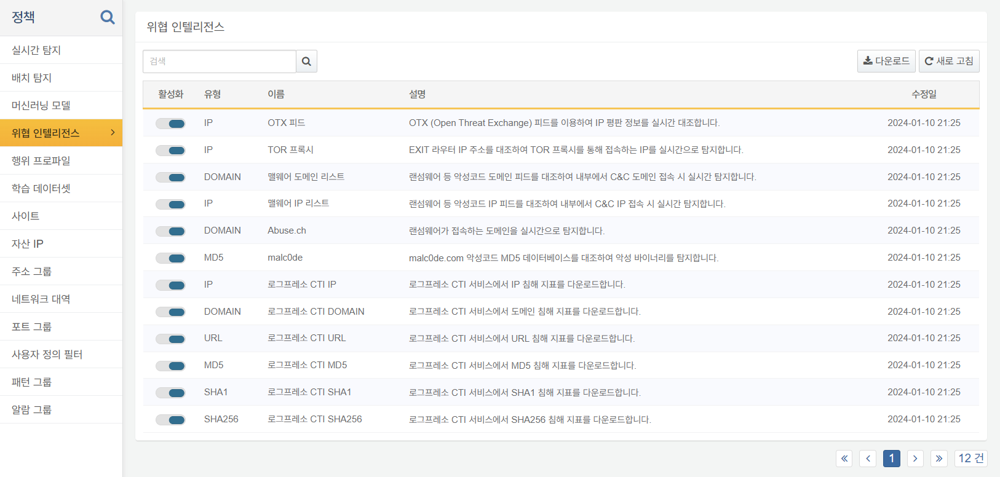 정책
실시간 탐지
배치 탐지
머신러닝 모델
위협 인텔리전스
행위 프로파일
학습 데이터셋
사이트
자산 IP
주소 그룹
네트워크 대역
포트 그룹
사용자 정의 필터
패턴 그룹
알람 그룹
위협 인텔리전스
검색
다운로드 새로 고침
활성화 유형 이름 설명 수정일
IP OTX 피드 OTX (Open Threat Exchange) 피드를 이용하여 IP 평판 정보를 실시간 대조합니다. 2024-01-10 21:25
IP TOR 프록시 EXIT 라우터 IP 주소를 대조하여 TOR 프록시를 통해 접속하는 IP를 실시간으로 탐지합니다. 2024-01-10 21:25
DOMAIN 맬웨어 도메인 리스트 랜섬웨어 등 악성코드 도메인 피드를 대조하여 내부에서 C&C 도메인 접속 시 실시간 탐지합니다. 2024-01-10 21:25
IP 맬웨어 IP 리스트 랜섬웨어 등 악성코드 IP 피드를 대조하여 내부에서 C&C IP 접속 시 실시간 탐지합니다. 2024-01-10 21:25
DOMAIN Abuse.ch 랜섬웨어가 접속하는 도메인을 실시간으로 탐지합니다. 2024-01-10 21:25
MD5 malc0de malc0de.com 악성코드 MD5 데이터베이스를 대조하여 악성 바이너리를 탐지합니다. 2024-01-10 21:25
IP 로그프레소 CTI IP 로그프레소 CTI 서비스에서 IP 침해 지표를 다운로드합니다. 2024-01-10 21:25
DOMAIN 로그프레소 CTI DOMAIN 로그프레소 CTI 서비스에서 도메인 침해 지표를 다운로드합니다. 2024-01-10 21:25
URL 로그프레소 CTI URL 로그프레소 CTI 서비스에서 URL 침해 지표를 다운로드합니다. 2024-01-10 21:25
MD5 로그프레소 CTI MD5 로그프레소 CTI 서비스에서 MD5 침해 지표를 다운로드합니다. 2024-01-10 21:25
SHA1 로그프레소 CTI SHA1 로그프레소 CTI 서비스에서 SHA1 침해 지표를 다운로드합니다. 2024-01-10 21:25
SHA256 로그프레소 CTI SHA256 로그프레소 CTI 서비스에서 SHA256 침해 지표를 다운로드합니다. 2024-01-10 21:25
« ‹ 1 › » 12 건